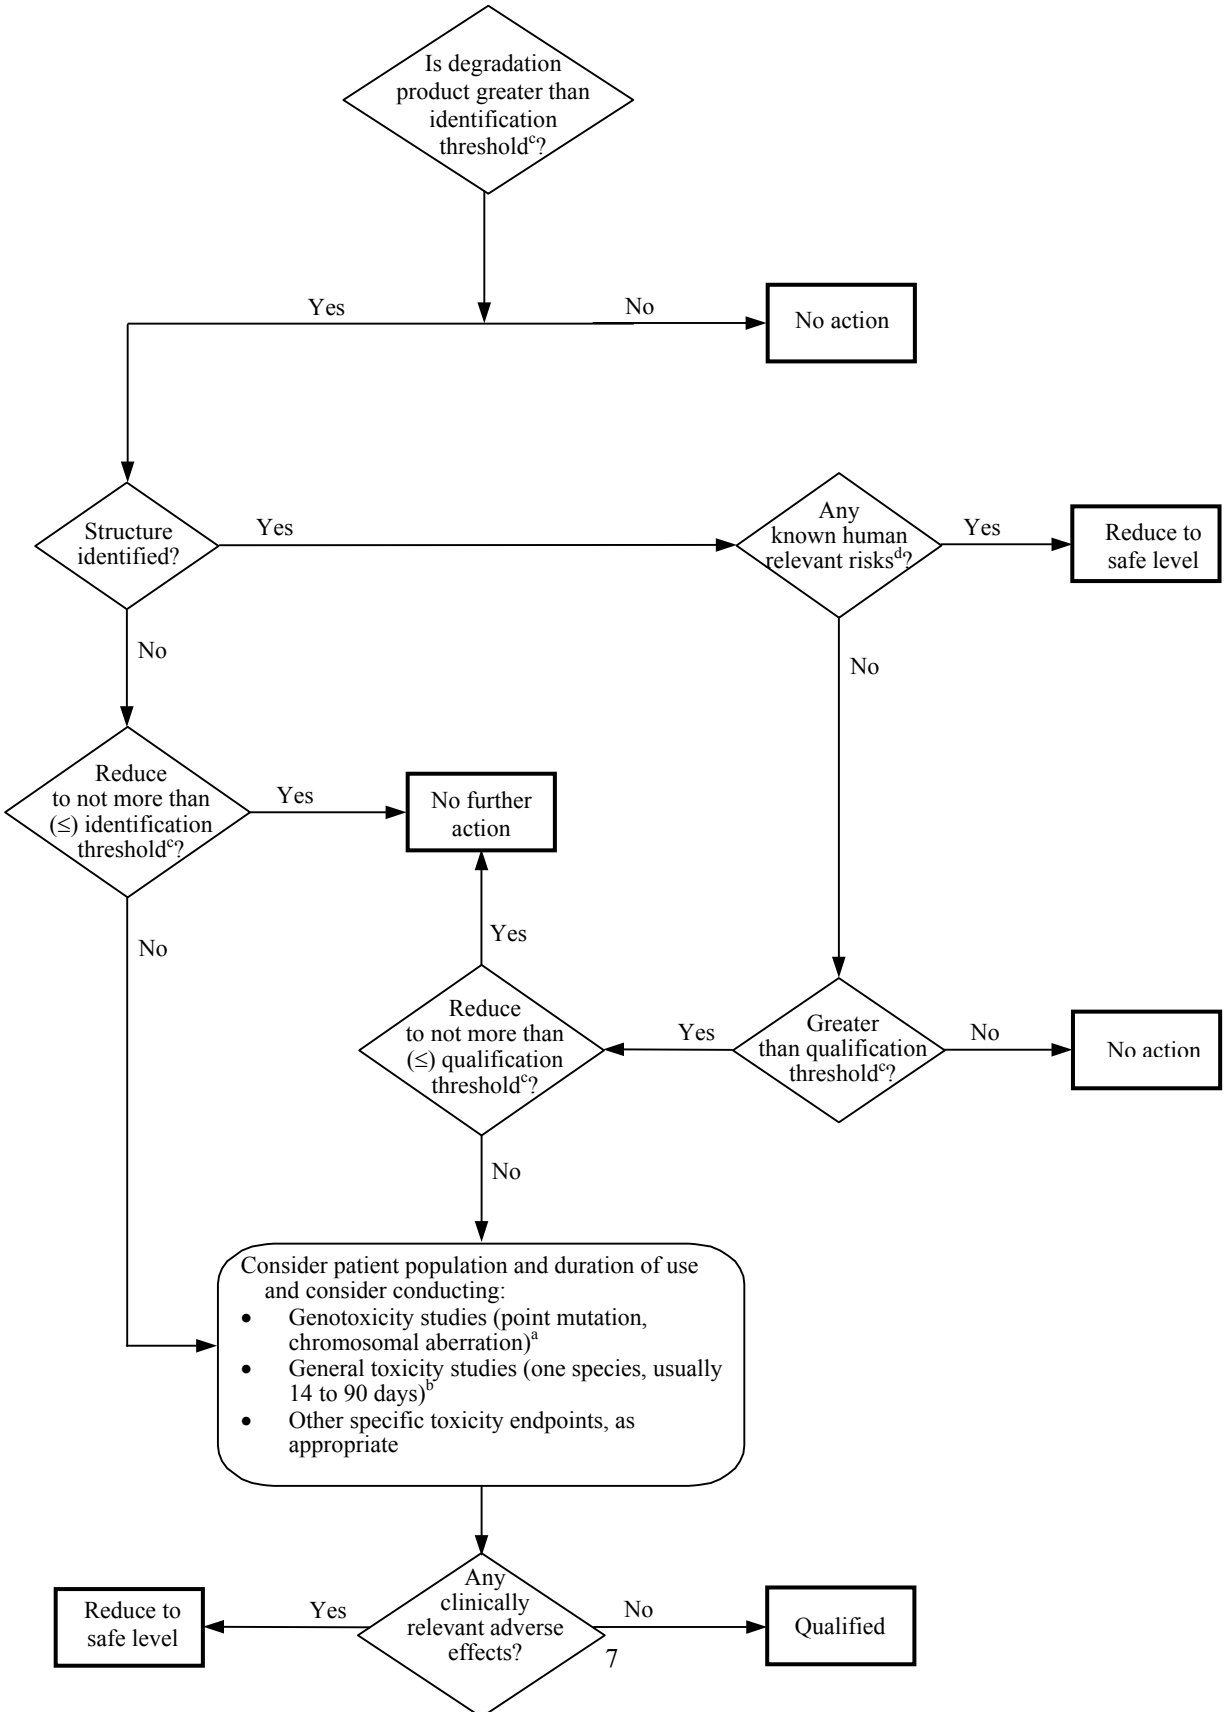 Is degradation
product greater than
identification
thresholdᶜ?
Yes
No
No action
Structure
identified?
Yes
Any
known human
relevant risksᵈ?
Yes
Reduce to
safe level
No
No
Reduce
to not more than
(≤) identification
thresholdᶜ?
Yes
No further
action
No
Yes
Reduce
to not more than
(≤) qualification
thresholdᶜ?
Yes
Greater
than qualification
thresholdᶜ?
No
No action
No
Consider patient population and duration of use
and consider conducting:
• Genotoxicity studies (point mutation,
chromosomal aberration)ᵃ
• General toxicity studies (one species, usually
14 to 90 days)ᵇ
• Other specific toxicity endpoints, as
appropriate
Reduce to
safe level
Yes
Any
clinically
relevant adverse
effects?
No
Qualified
7